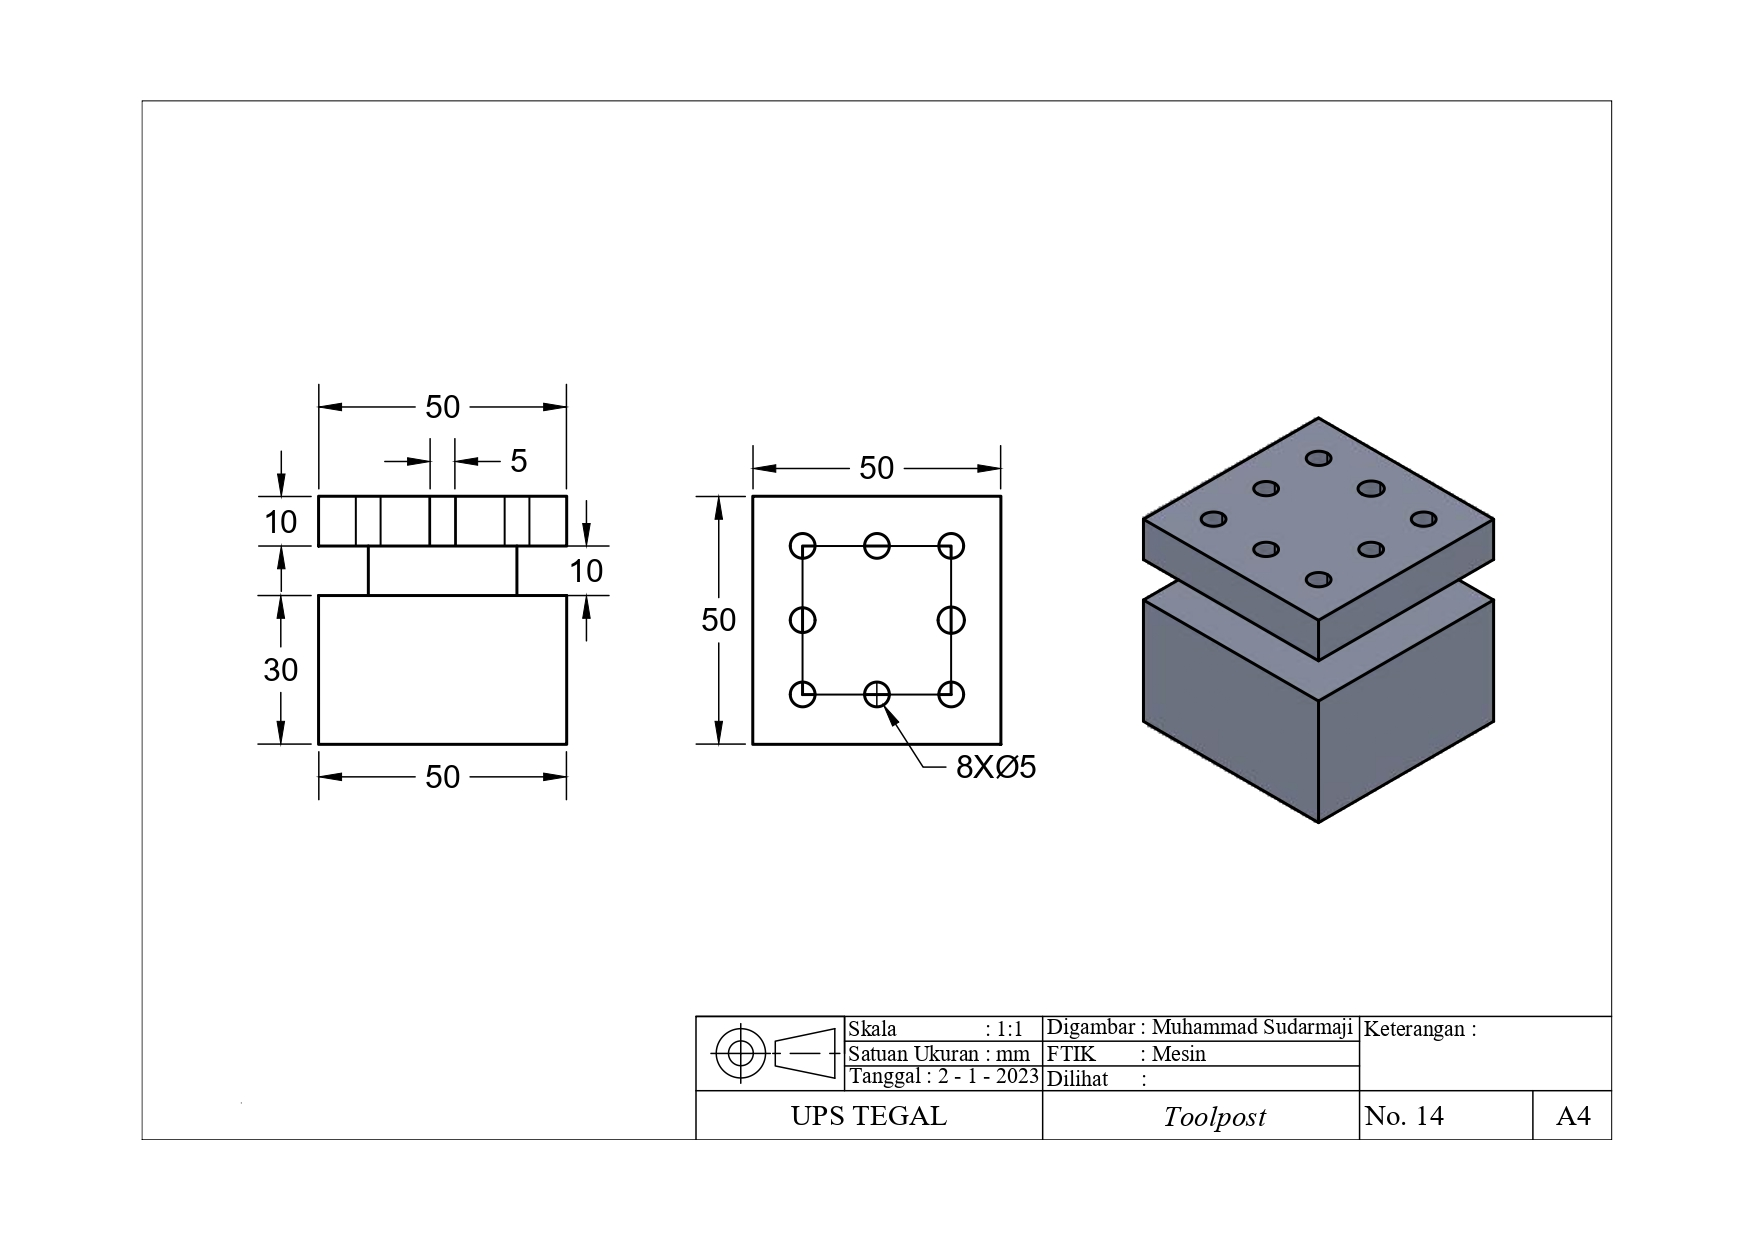 50
5
10
10
30
50
50
50
8XØ5
Skala : 1:1
Satuan Ukuran : mm
Tanggal : 2 - 1 - 2023
Digambar : Muhammad Sudarmaji
FTIK : Mesin
Dilihat :
Keterangan :
UPS TEGAL
Toolpost
No. 14
A4